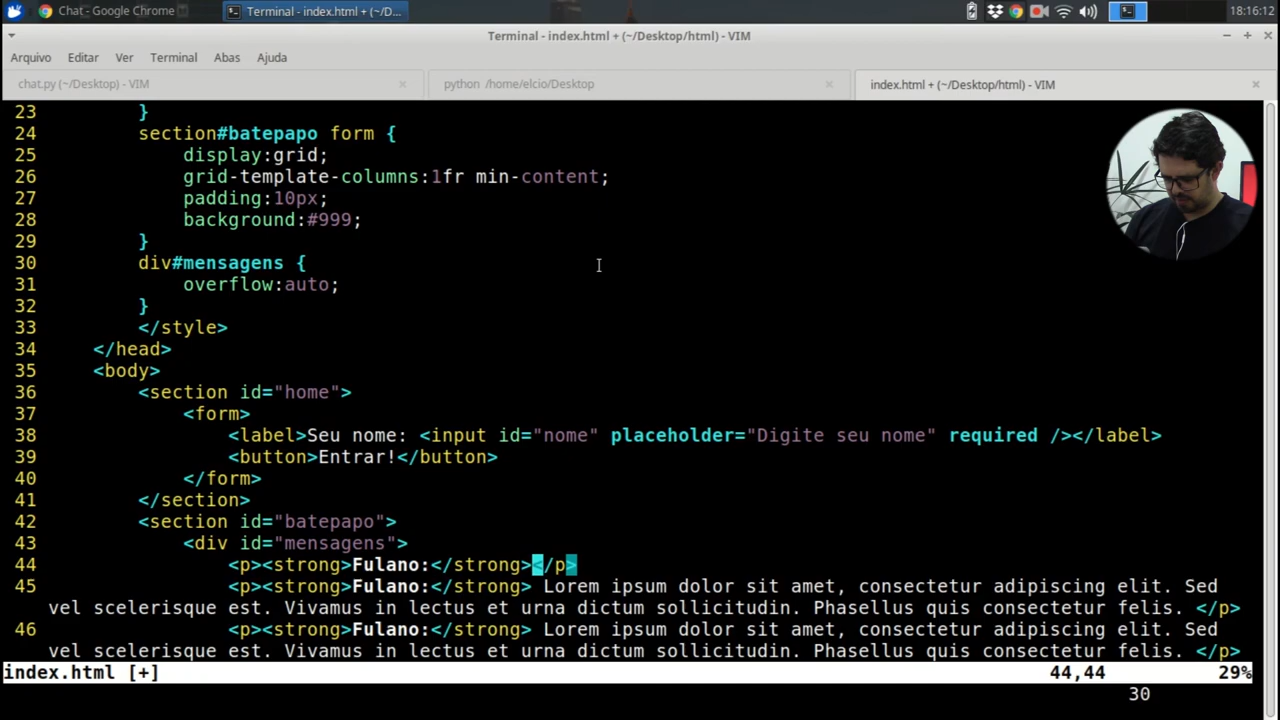 Chat - Google Chrome
Terminal - index.html + (~/D...
18:16:12
Terminal - index.html + (~/Desktop/html) - VIM
Arquivo Editar Ver Terminal Abas Ajuda
chat.py (~/Desktop) - VIM
python /home/elcio/Desktop
index.html + (~/Desktop/html) - VIM
23 }
24 section#batepapo form {
25 display:grid;
26 grid-template-columns:1fr min-content;
27 padding:10px;
28 background:#999;
29 }
30 div#mensagens {
31 overflow:auto;
32 }
33 </style>
34 </head>
35 <body>
36 <section id="home">
37 <form>
38 <label>Seu nome: <input id="nome" placeholder="Digite seu nome" required /></label>
39 <button>Entrar!</button>
40 </form>
41 </section>
42 <section id="batepapo">
43 <div id="mensagens">
44 <p><strong>Fulano:</strong></p>
45 <p><strong>Fulano:</strong> Lorem ipsum dolor sit amet, consectetur adipiscing elit. Sed
vel scelerisque est. Vivamus in lectus et urna dictum sollicitudin. Phasellus quis consectetur felis. </p>
46 <p><strong>Fulano:</strong> Lorem ipsum dolor sit amet, consectetur adipiscing elit. Sed
vel scelerisque est. Vivamus in lectus et urna dictum sollicitudin. Phasellus quis consectetur felis. </p>
index.html [+] 44,44 29%
30